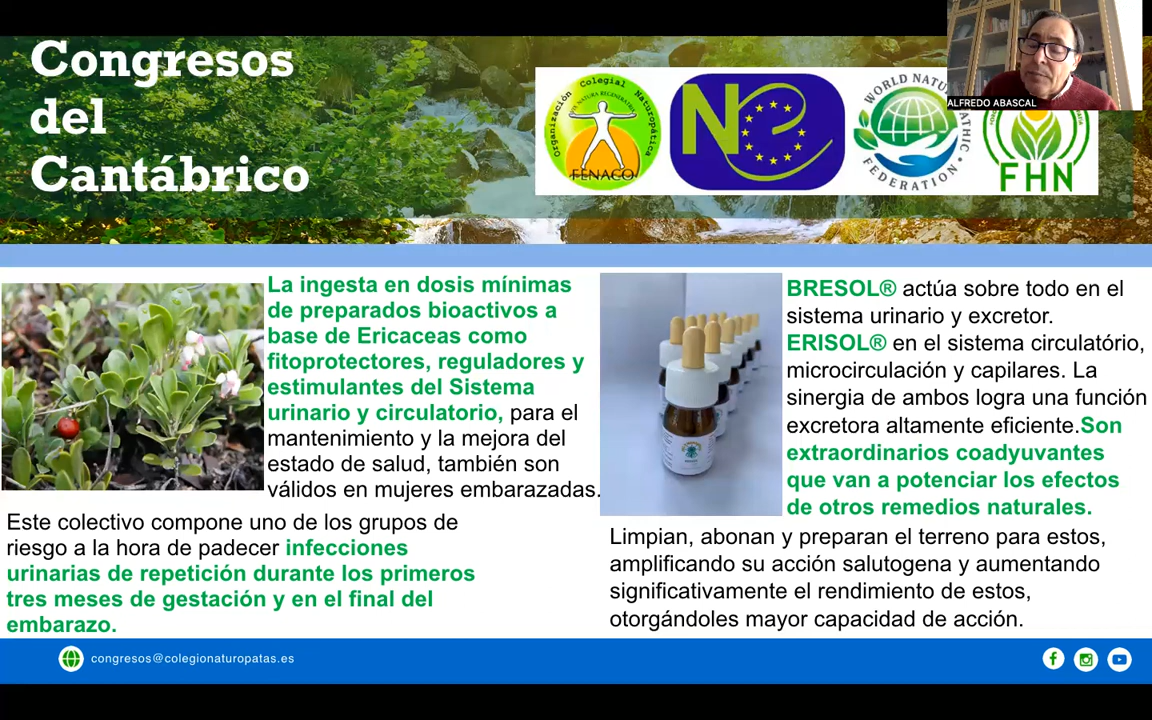 Congresos
del
Cantábrico
Organización Colegial Naturopática
NATURA REGENERATRIX
FENACO
N
WORLD NATUROPATHIC
FEDERATION
FHN
ALFREDO ABASCAL
La ingesta en dosis mínimas
de preparados bioactivos a
base de Ericaceas como
fitoprotectores, reguladores y
estimulantes del Sistema
urinario y circulatorio, para el
mantenimiento y la mejora del
estado de salud, también son
válidos en mujeres embarazadas.
Este colectivo compone uno de los grupos de
riesgo a la hora de padecer infecciones
urinarias de repetición durante los primeros
tres meses de gestación y en el final del
embarazo.
BRESOL® actúa sobre todo en el
sistema urinario y excretor.
ERISOL® en el sistema circulatório,
microcirculación y capilares. La
sinergia de ambos logra una función
excretora altamente eficiente.Son
extraordinarios coadyuvantes
que van a potenciar los efectos
de otros remedios naturales.
Limpian, abonan y preparan el terreno para estos,
amplificando su acción salutogena y aumentando
significativamente el rendimiento de estos,
otorgándoles mayor capacidad de acción.
congresos@colegionaturopatas.es